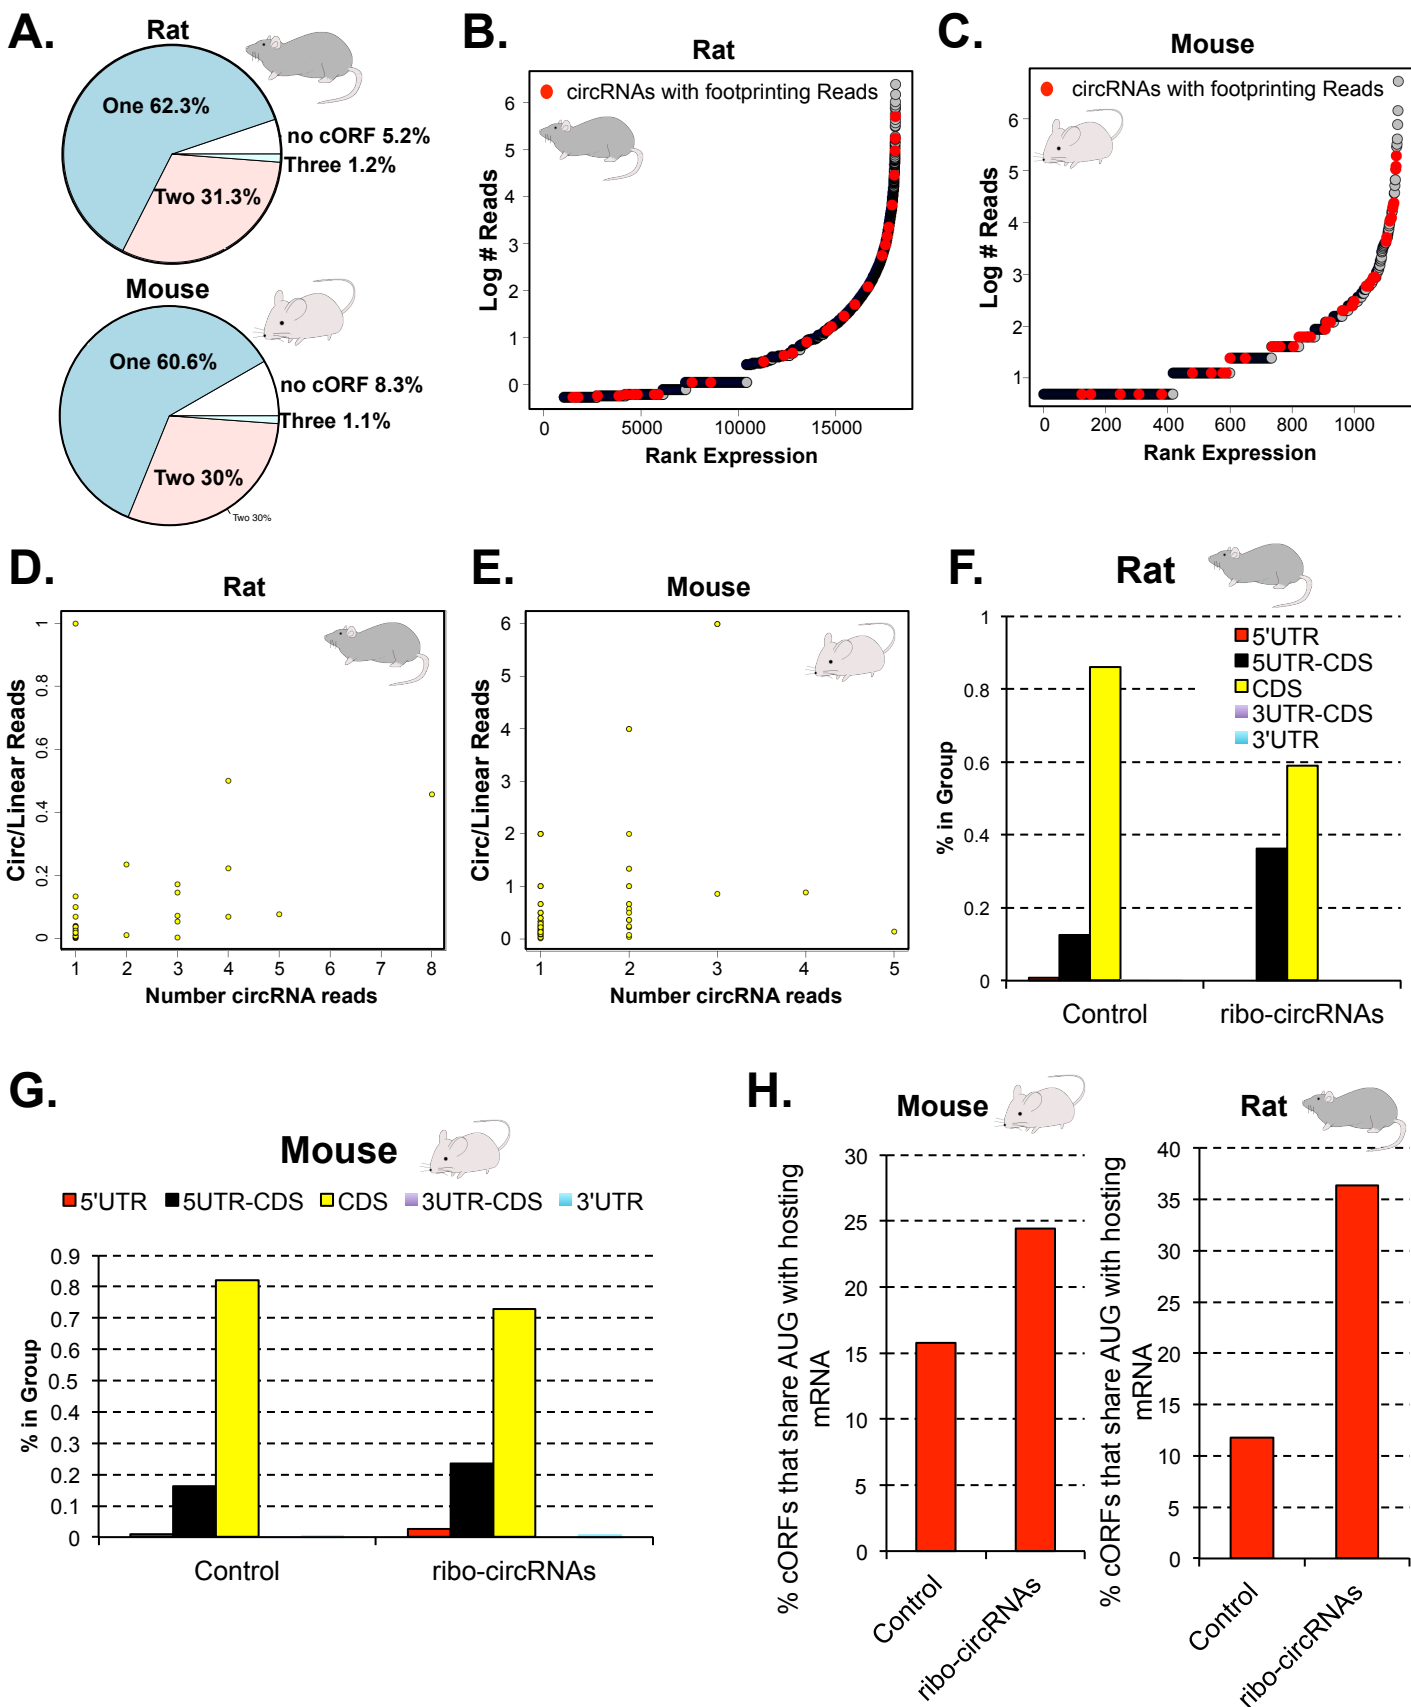 A.
Rat
One 62.3%
no cORF 5.2%
Three 1.2%
Two 31.3%
Mouse
One 60.6%
no cORF 8.3%
Three 1.1%
Two 30%
Two 30%
B.
Rat
circRNAs with footprinting Reads
Log # Reads
6
5
4
3
2
1
0
0 5000 10000 15000
Rank Expression
C.
Mouse
circRNAs with footprinting Reads
Log # Reads
6
5
4
3
2
1
0 200 400 600 800 1000
Rank Expression
D.
Rat
Circ/Linear Reads
1
0.8
0.6
0.4
0.2
0
1 2 3 4 5 6 7 8
Number circRNA reads
E.
Mouse
Circ/Linear Reads
6
5
4
3
2
1
0
1 2 3 4 5
Number circRNA reads
F.
Rat
5'UTR
5UTR-CDS
CDS
3UTR-CDS
3'UTR
% in Group
1
0.8
0.6
0.4
0.2
0
Control ribo-circRNAs
G.
Mouse
5'UTR 5UTR-CDS CDS 3UTR-CDS 3'UTR
% in Group
0.9
0.8
0.7
0.6
0.5
0.4
0.3
0.2
0.1
0
Control ribo-circRNAs
H.
Mouse
% cORFs that share AUG with hosting
mRNA
30
25
20
15
10
5
0
Control
ribo-circRNAs
Rat
% cORFs that share AUG with hosting
mRNA
40
35
30
25
20
15
10
5
0
Control
ribo-circRNAs